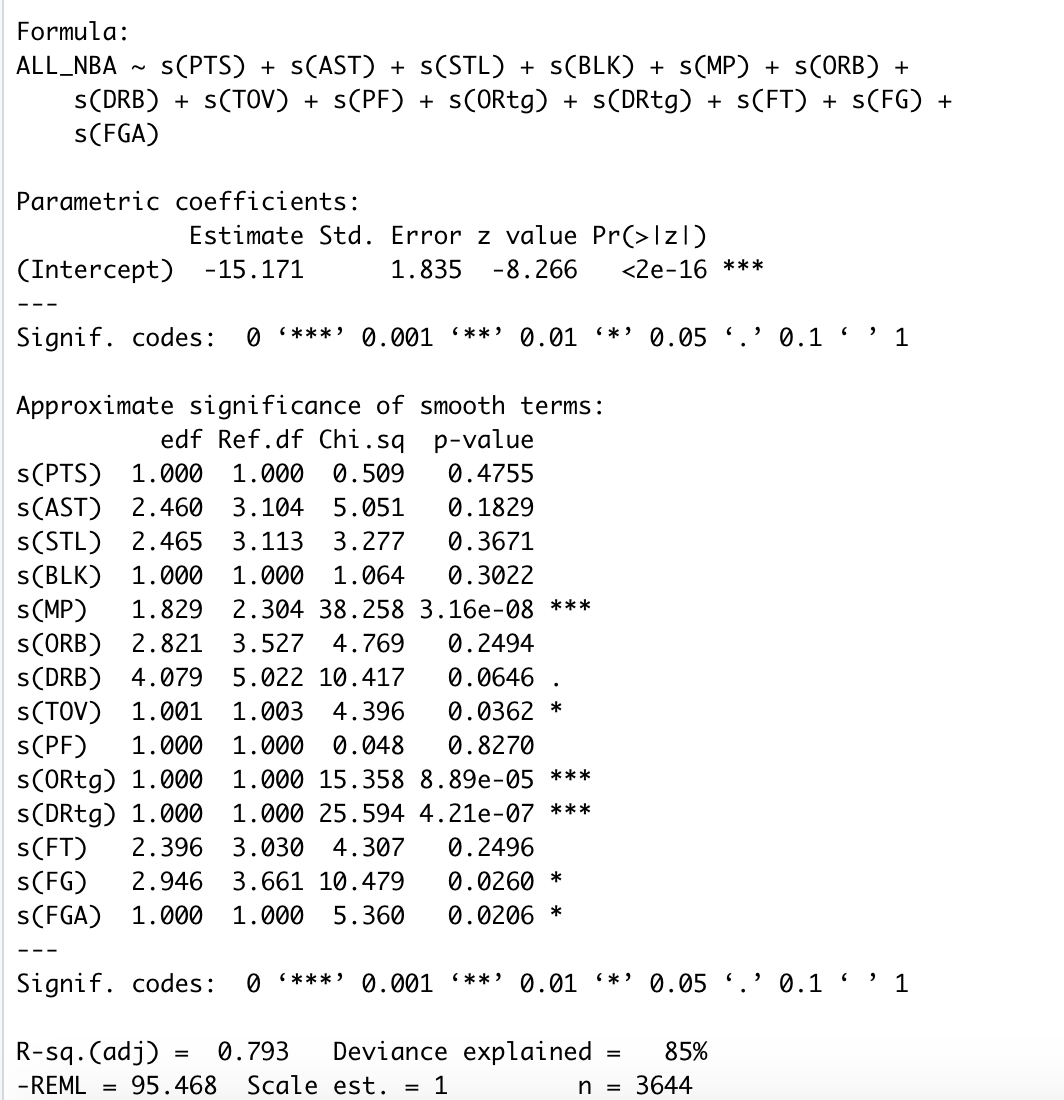 Formula:
ALL_NBA ~ s(PTS) + s(AST) + s(STL) + s(BLK) + s(MP) + s(ORB) +
    s(DRB) + s(TOV) + s(PF) + s(ORtg) + s(DRtg) + s(FT) + s(FG) +
    s(FGA)

Parametric coefficients:
            Estimate Std. Error z value Pr(>|z|)
(Intercept)  -15.171      1.835  -8.266   <2e-16 ***
---
Signif. codes:  0 ‘***’ 0.001 ‘**’ 0.01 ‘*’ 0.05 ‘.’ 0.1 ‘ ’ 1

Approximate significance of smooth terms:
          edf Ref.df Chi.sq  p-value
s(PTS)  1.000  1.000  0.509   0.4755
s(AST)  2.460  3.104  5.051   0.1829
s(STL)  2.465  3.113  3.277   0.3671
s(BLK)  1.000  1.000  1.064   0.3022
s(MP)   1.829  2.304 38.258 3.16e-08 ***
s(ORB)  2.821  3.527  4.769   0.2494
s(DRB)  4.079  5.022 10.417   0.0646 .
s(TOV)  1.001  1.003  4.396   0.0362 *
s(PF)   1.000  1.000  0.048   0.8270
s(ORtg) 1.000  1.000 15.358 8.89e-05 ***
s(DRtg) 1.000  1.000 25.594 4.21e-07 ***
s(FT)   2.396  3.030  4.307   0.2496
s(FG)   2.946  3.661 10.479   0.0260 *
s(FGA)  1.000  1.000  5.360   0.0206 *
---
Signif. codes:  0 ‘***’ 0.001 ‘**’ 0.01 ‘*’ 0.05 ‘.’ 0.1 ‘ ’ 1

R-sq.(adj) =  0.793   Deviance explained =   85%
-REML = 95.468  Scale est. = 1         n = 3644